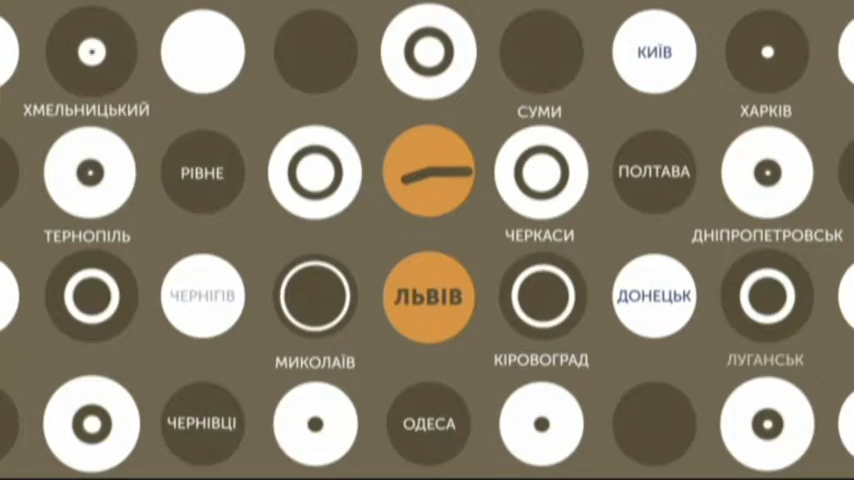 КИЇВ
ХМЕЛЬНИЦЬКИЙ
СУМИ
ХАРКІВ
РІВНЕ
ПОЛТАВА
ТЕРНОПІЛЬ
ЧЕРКАСИ
ДНІПРОПЕТРОВСЬК
ЧЕРНІГІВ
ЛЬВІВ
ДОНЕЦЬК
МИКОЛАЇВ
КІРОВОГРАД
ЛУГАНСЬК
ЧЕРНІВЦІ
ОДЕСА